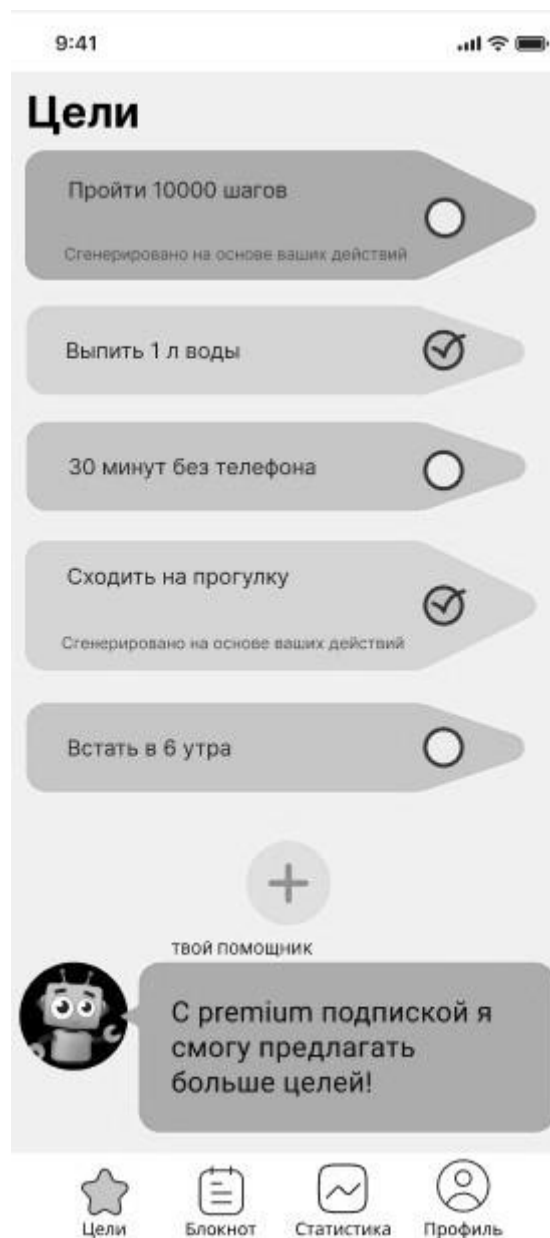 9:41
Цели
Пройти 10000 шагов
Сгенерировано на основе ваших действий
Выпить 1 л воды
30 минут без телефона
Сходить на прогулку
Сгенерировано на основе ваших действий
Встать в 6 утра
твой помощник
С premium подпиской я
смогу предлагать
больше целей!
Цели Блокнот Статистика Профиль